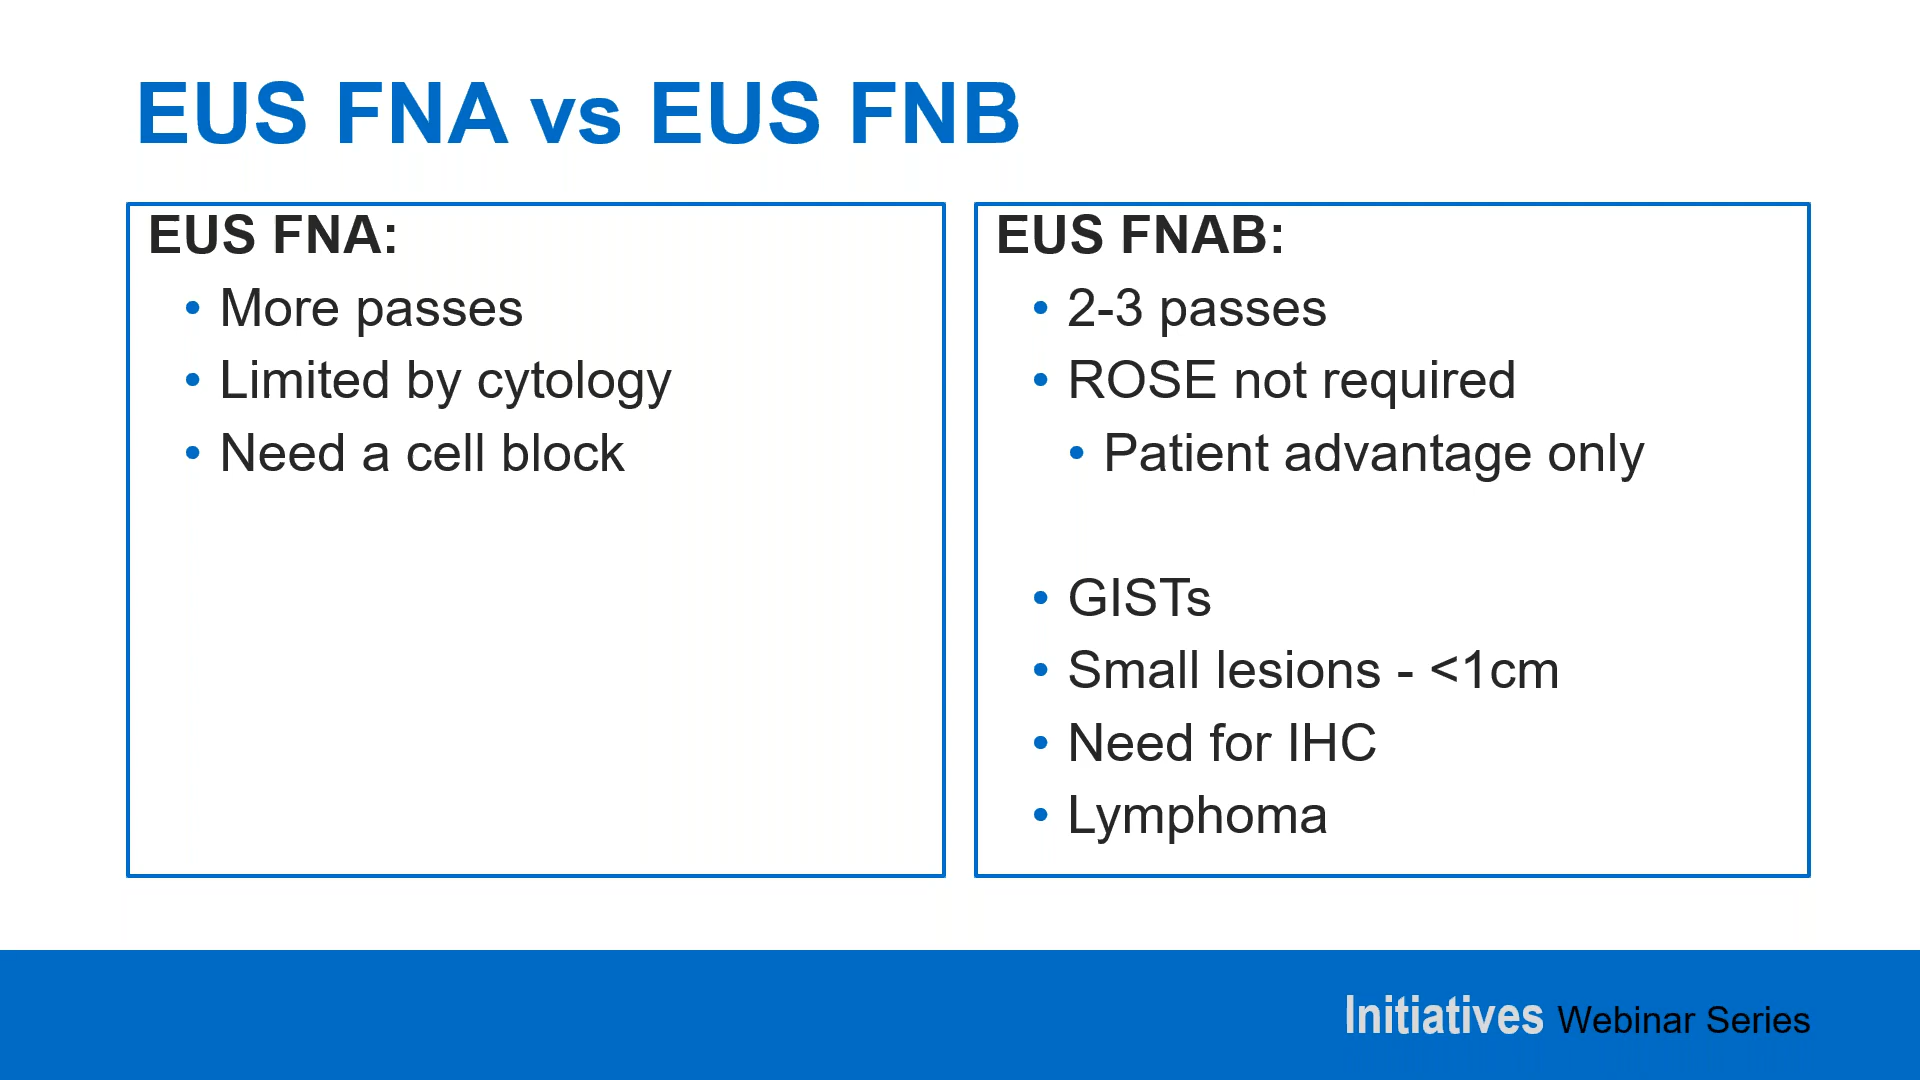 EUS FNA vs EUS FNB
EUS FNA:
• More passes
• Limited by cytology
• Need a cell block
EUS FNAB:
• 2-3 passes
• ROSE not required
• Patient advantage only
• GISTs
• Small lesions - <1cm
• Need for IHC
• Lymphoma
Initiatives Webinar Series